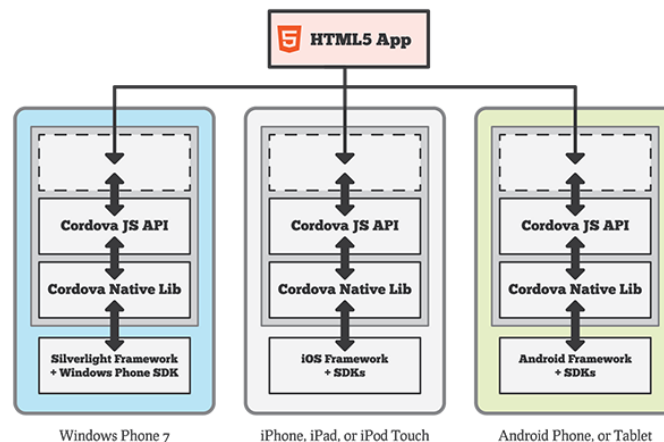 5 HTML5 App
Cordova JS API
Cordova Native Lib
Silverlight Framework
+ Windows Phone SDK
Windows Phone 7
Cordova JS API
Cordova Native Lib
iOS Framework
+ SDKs
iPhone, iPad, or iPod Touch
Cordova JS API
Cordova Native Lib
Android Framework
+ SDKs
Android Phone, or Tablet